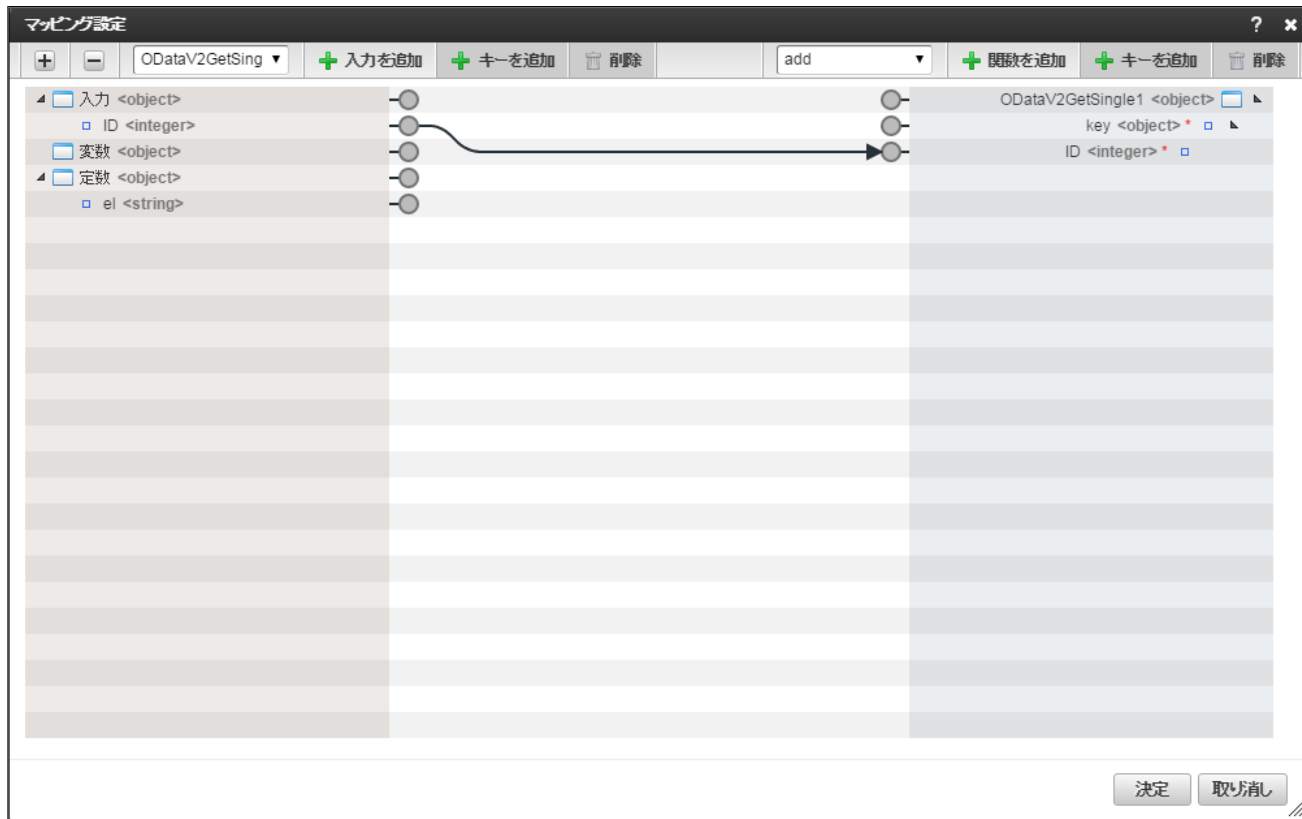 マッピング設定
? ×
ODataV2GetSing ▼ 入力を追加 キーを追加 削除 add ▼ 関数を追加 キーを追加 削除
入力 <object> ODataV2GetSingle1 <object>
ID <integer> key <object> *
変数 <object> ID <integer> *
定数 <object>
el <string>
決定 取り消し